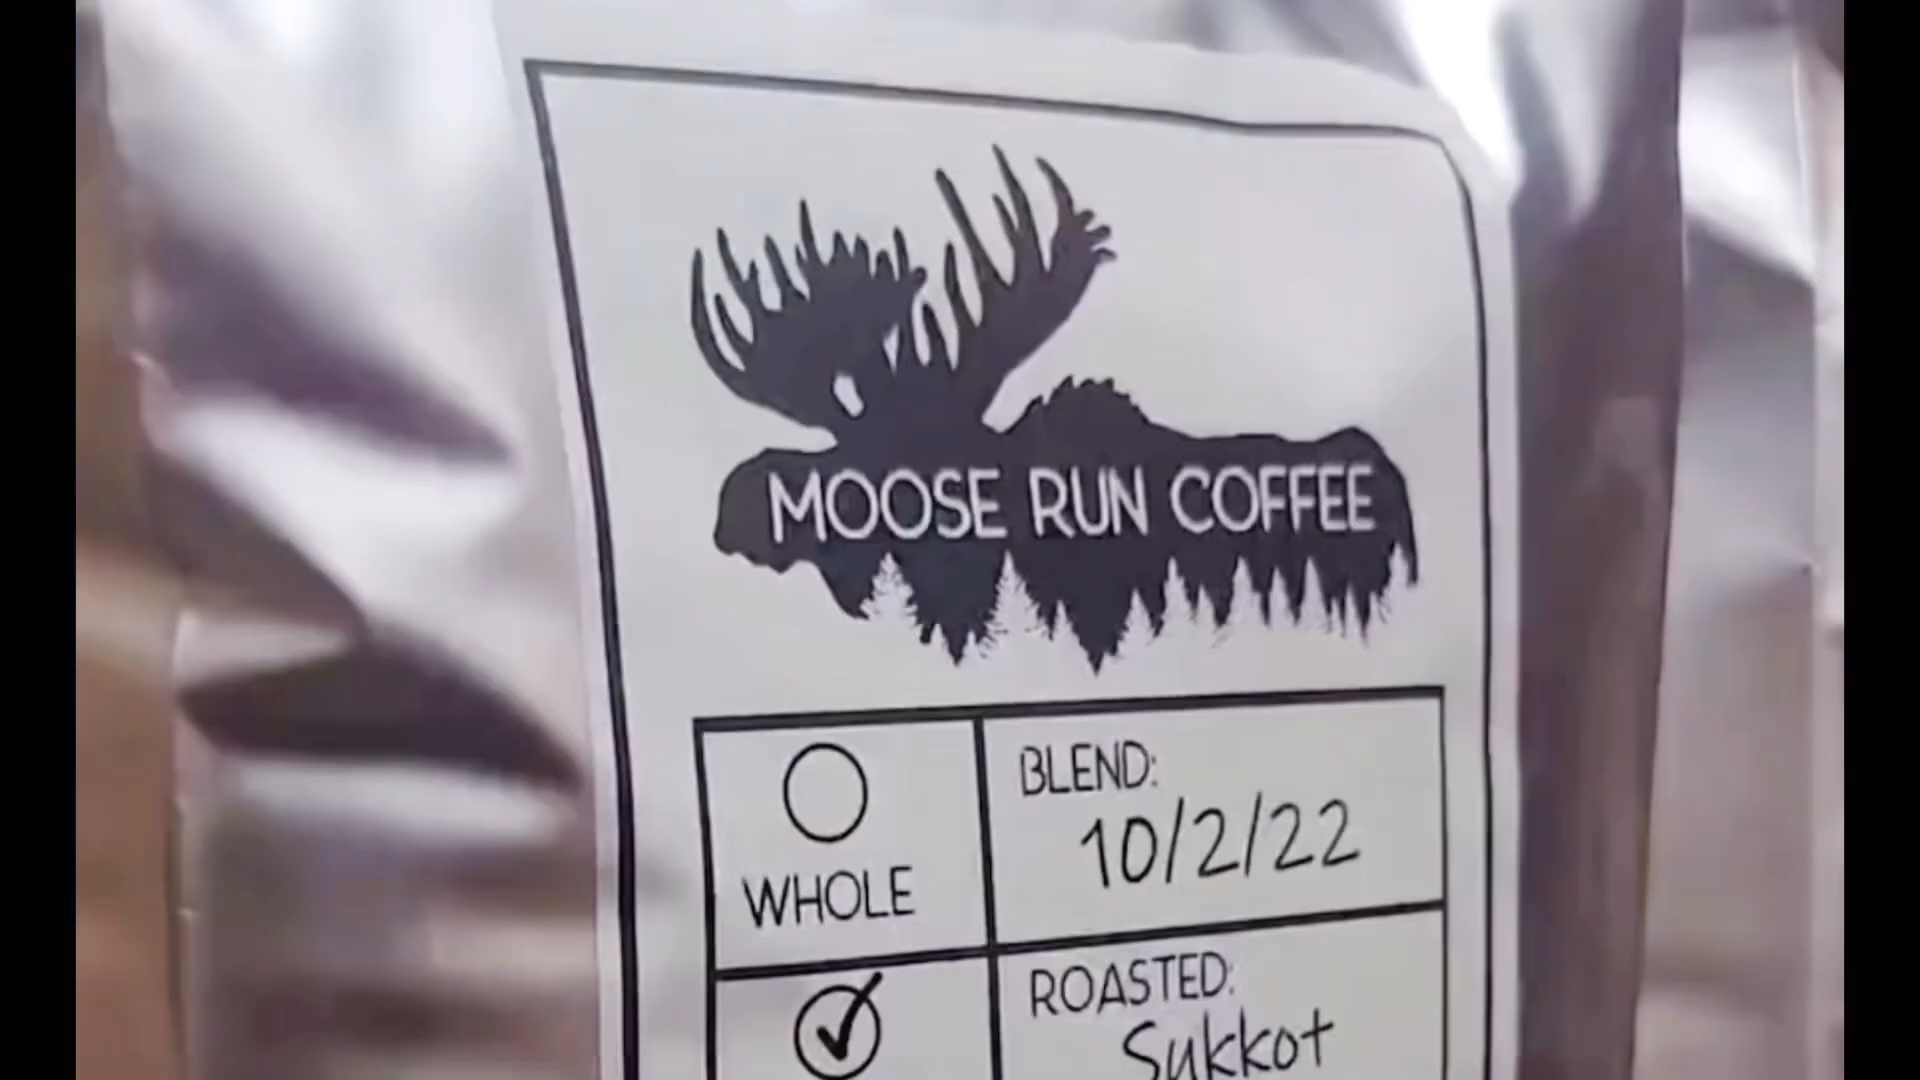 MOOSE RUN COFFEE
WHOLE
BLEND:
10/2/22
ROASTED:
Sukkot